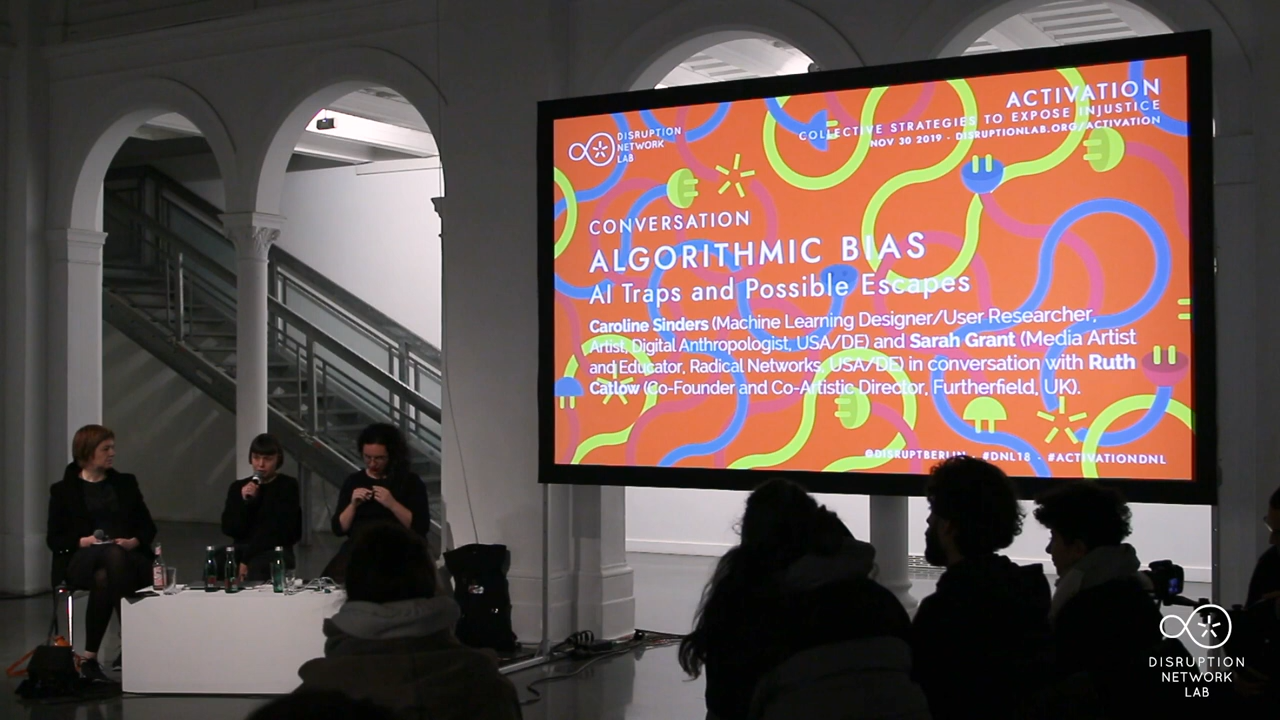 DISRUPTION
NETWORK
LAB
ACTIVATION
COLLECTIVE STRATEGIES TO EXPOSE INJUSTICE
NOV 30 2019 - DISRUPTIONLAB.ORG/ACTIVATION
CONVERSATION
ALGORITHMIC BIAS
AI Traps and Possible Escapes
Caroline Sinders (Machine Learning Designer/User Researcher,
Artist, Digital Anthropologist, USA/DE) and Sarah Grant (Media Artist
and Educator, Radical Networks, USA/DE) in conversation with Ruth
Catlow (Co-Founder and Co-Artistic Director, Furtherfield, UK).
@DISRUPTBERLIN - #DNL18 - #ACTIVATIONDNL
DISRUPTION
NETWORK
LAB